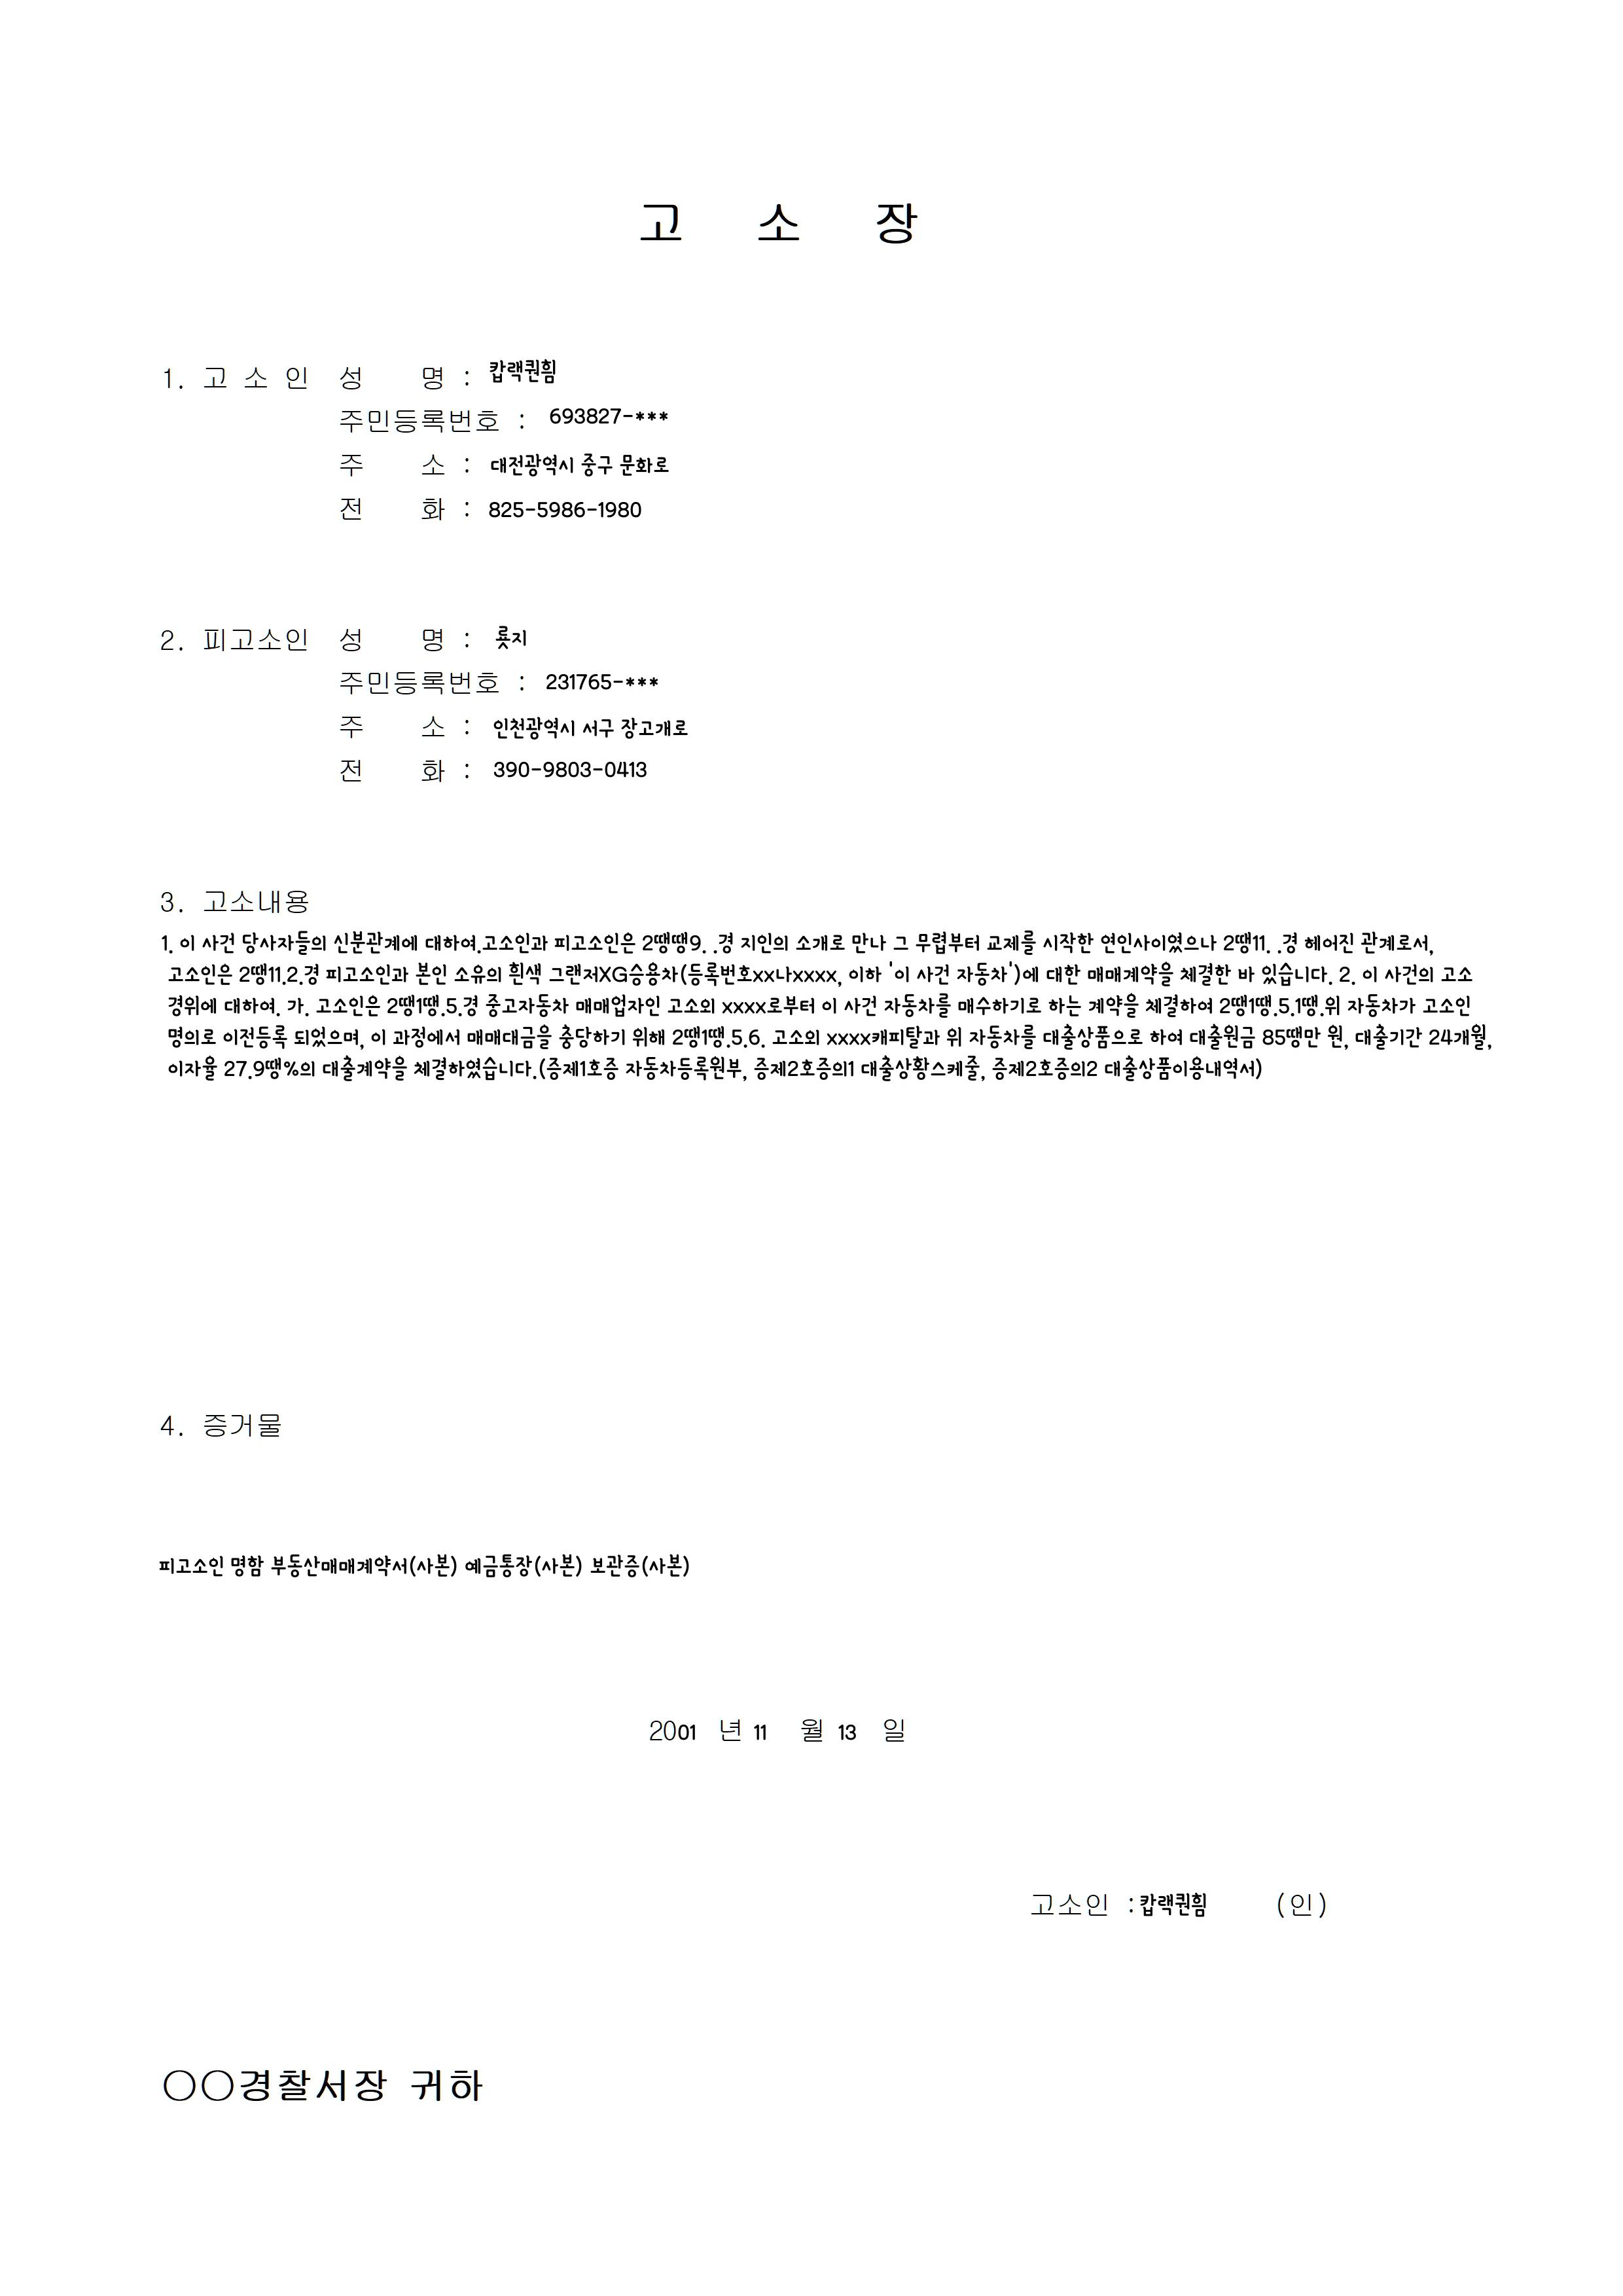 고 소 장
1. 고 소 인 성 명 : 캅랙퀀흼
주민등록번호 : 693827-***
주 소 : 대전광역시 중구 문화로
전 화 : 825-5986-1980
2. 피고소인 성 명 : 룟지
주민등록번호 : 231765-***
주 소 : 인천광역시 서구 장고개로
전 화 : 390-9803-0413
3. 고소내용
1. 이 사건 당사자들의 신분관계에 대하여.고소인과 피고소인은 2땡땡9. .경 지인의 소개로 만나 그 무렵부터 교제를 시작한 연인사이였으나 2땡11. .경 헤어진 관계로서,
고소인은 2땡11.2.경 피고소인과 본인 소유의 흰색 그랜저XG승용차(등록번호xx나xxxx, 이하 '이 사건 자동차')에 대한 매매계약을 체결한 바 있습니다. 2. 이 사건의 고소
경위에 대하여. 가. 고소인은 2땡1땡.5.경 중고자동차 매매업자인 고소외 xxxx로부터 이 사건 자동차를 매수하기로 하는 계약을 체결하여 2땡1땡.5.1땡.위 자동차가 고소인
명의로 이전등록 되었으며, 이 과정에서 매매대금을 충당하기 위해 2땡1땡.5.6. 고소외 xxxx캐피탈과 위 자동차를 대출상품으로 하여 대출원금 85땡만 원, 대출기간 24개월,
이자율 27.9땡%의 대출계약을 체결하였습니다.(증제1호증 자동차등록원부, 증제2호증의1 대출상황스케줄, 증제2호증의2 대출상품이용내역서)
4. 증거물
피고소인 명함 부동산매매계약서(사본) 예금통장(사본) 보관증(사본)
2001 년 11 월 13 일
고소인 :캅랙퀀흼 (인)
○○경찰서장 귀하